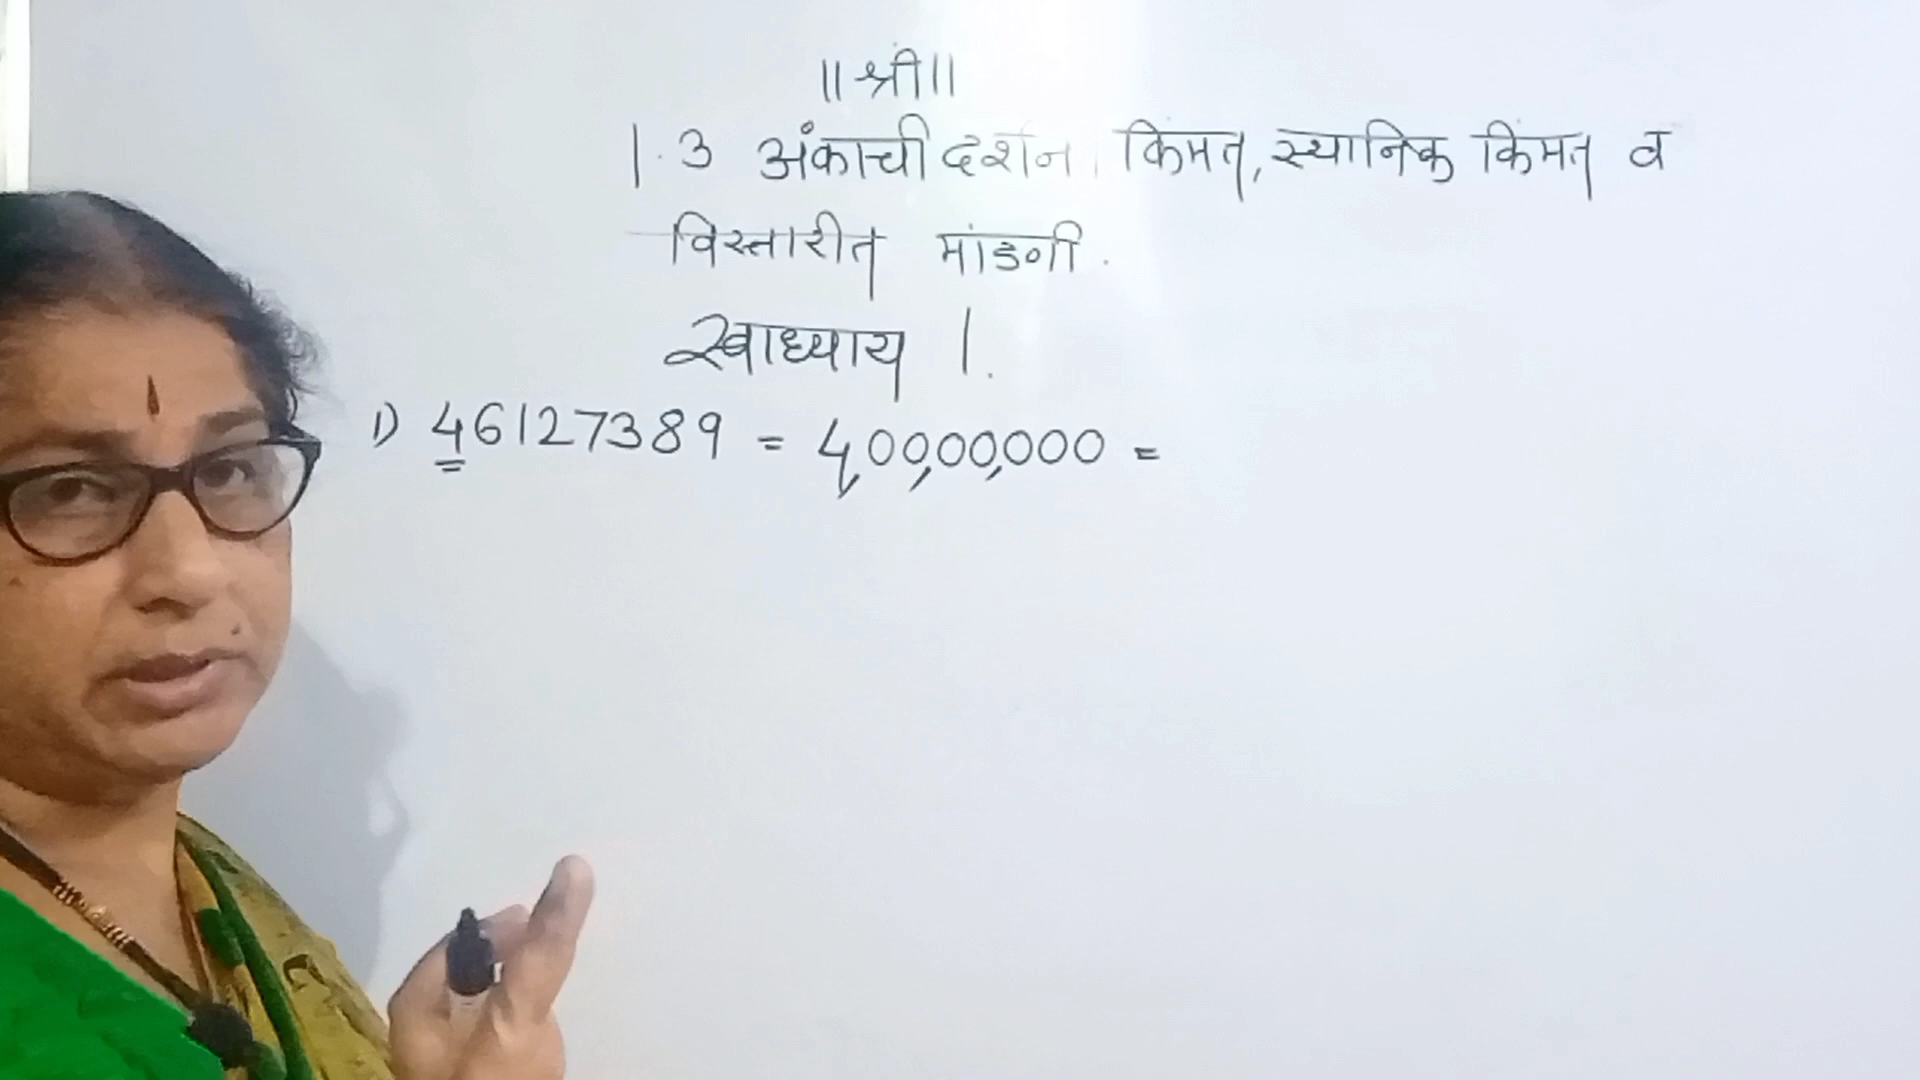 ॥ श्री ॥
1.3 अंकाची दर्शन किंमत, स्थानिक किंमत व
विस्तारीत मांडणी.
स्वाध्याय 1.
1) 46127389 = 4,00,00,000 =